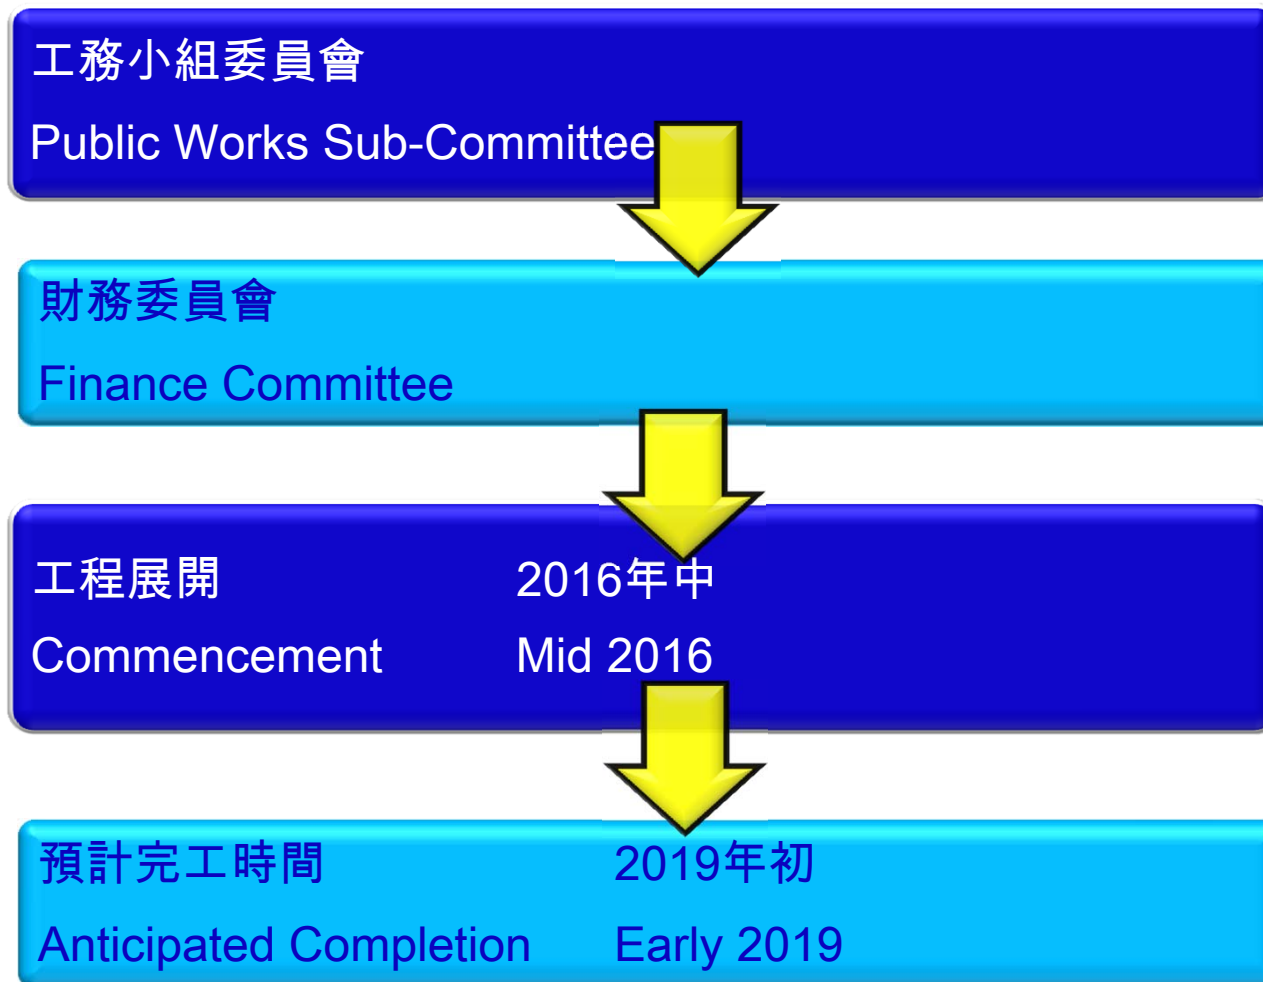 工務小組委員會
Public Works Sub-Committee
財務委員會
Finance Committee
工程展開 2016年中
Commencement Mid 2016
預計完工時間 2019年初
Anticipated Completion Early 2019